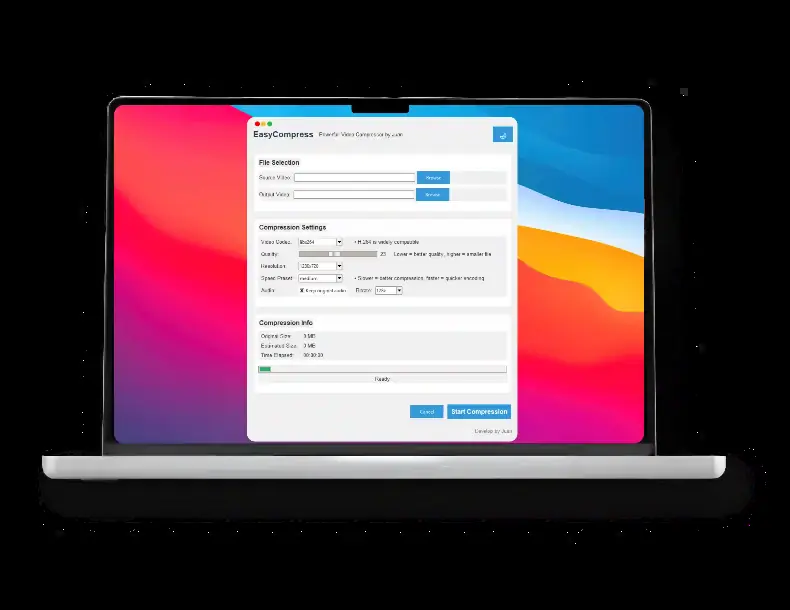 EasyCompress Powerful Video Compressor by Juan
File Selection
Source Video: Browse
Output Video: Browse
Compression Settings
Video Codec: libx264 • H.264 is widely compatible
Quality: 23 Lower = better quality, higher = smaller file
Resolution: 1280x720
Speed Preset: medium • Slower = better compression, faster = quicker encoding
Audio: Keep original audio Bitrate: 128k
Compression Info
Original Size: 0 MB
Estimated Size: 0 MB
Time Elapsed: 00:00:00
Ready
Cancel Start Compression
Develop by Juan